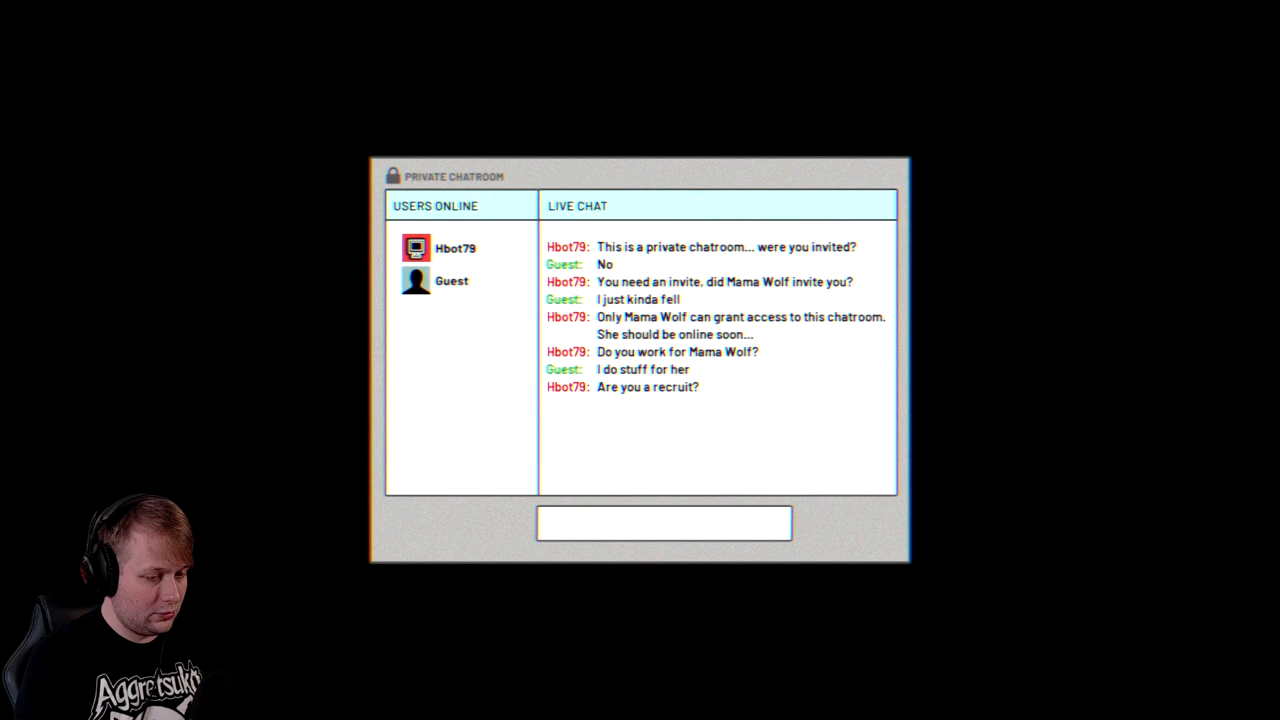 PRIVATE CHATROOM
USERS ONLINE
LIVE CHAT
Hbot79
Guest
Hbot79: This is a private chatroom... were you invited?
Guest: No
Hbot79: You need an invite, did Mama Wolf invite you?
Guest: I just kinda fell
Hbot79: Only Mama Wolf can grant access to this chatroom.
She should be online soon...
Hbot79: Do you work for Mama Wolf?
Guest: I do stuff for her
Hbot79: Are you a recruit?
Aggretsuko